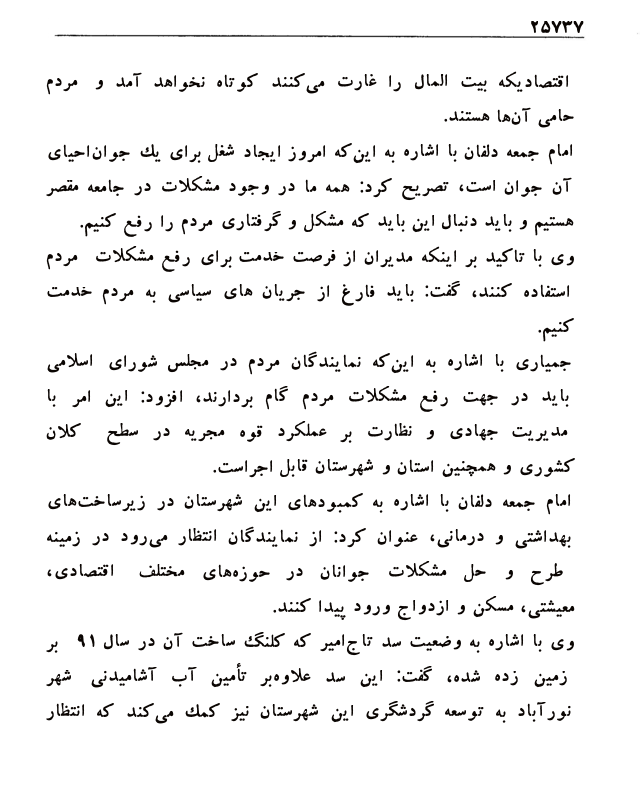 ۲۵۷۳۷
اقتصادیکه بیت المال را غارت می‌کنند کوتاه نخواهد آمد و مردم
حامی آن‌ها هستند.
امام جمعه دلفان با اشاره به این‌که امروز ایجاد شغل برای یك جوان‌احیای
آن جوان است، تصریح کرد: همه ما در وجود مشکلات در جامعه مقصر
هستیم و باید دنبال این باید که مشکل و گرفتاری مردم را رفع کنیم.
وی با تاکید بر اینکه مدیران از فرصت خدمت برای رفع مشکلات مردم
استفاده کنند، گفت: باید فارغ از جریان های سیاسی به مردم خدمت
کنیم.
جمیاری با اشاره به این‌که نمایندگان مردم در مجلس شورای اسلامی
باید در جهت رفع مشکلات مردم گام بردارند، افزود: این امر با
مدیریت جهادی و نظارت بر عملکرد قوه مجریه در سطح کلان
کشوری و همچنین استان و شهرستان قابل اجراست.
امام جمعه دلفان با اشاره به کمبودهای این شهرستان در زیرساخت‌های
بهداشتی و درمانی، عنوان کرد: از نمایندگان انتظار می‌رود در زمینه
طرح و حل مشکلات جوانان در حوزه‌های مختلف اقتصادی،
معیشتی، مسکن و ازدواج ورود پیدا کنند.
وی با اشاره به وضعیت سد تاج‌امیر که کلنگ ساخت آن در سال ۹۱ بر
زمین زده شده، گفت: این سد علاوه‌بر تأمین آب آشامیدنی شهر
نورآباد به توسعه گردشگری این شهرستان نیز کمك می‌کند که انتظار